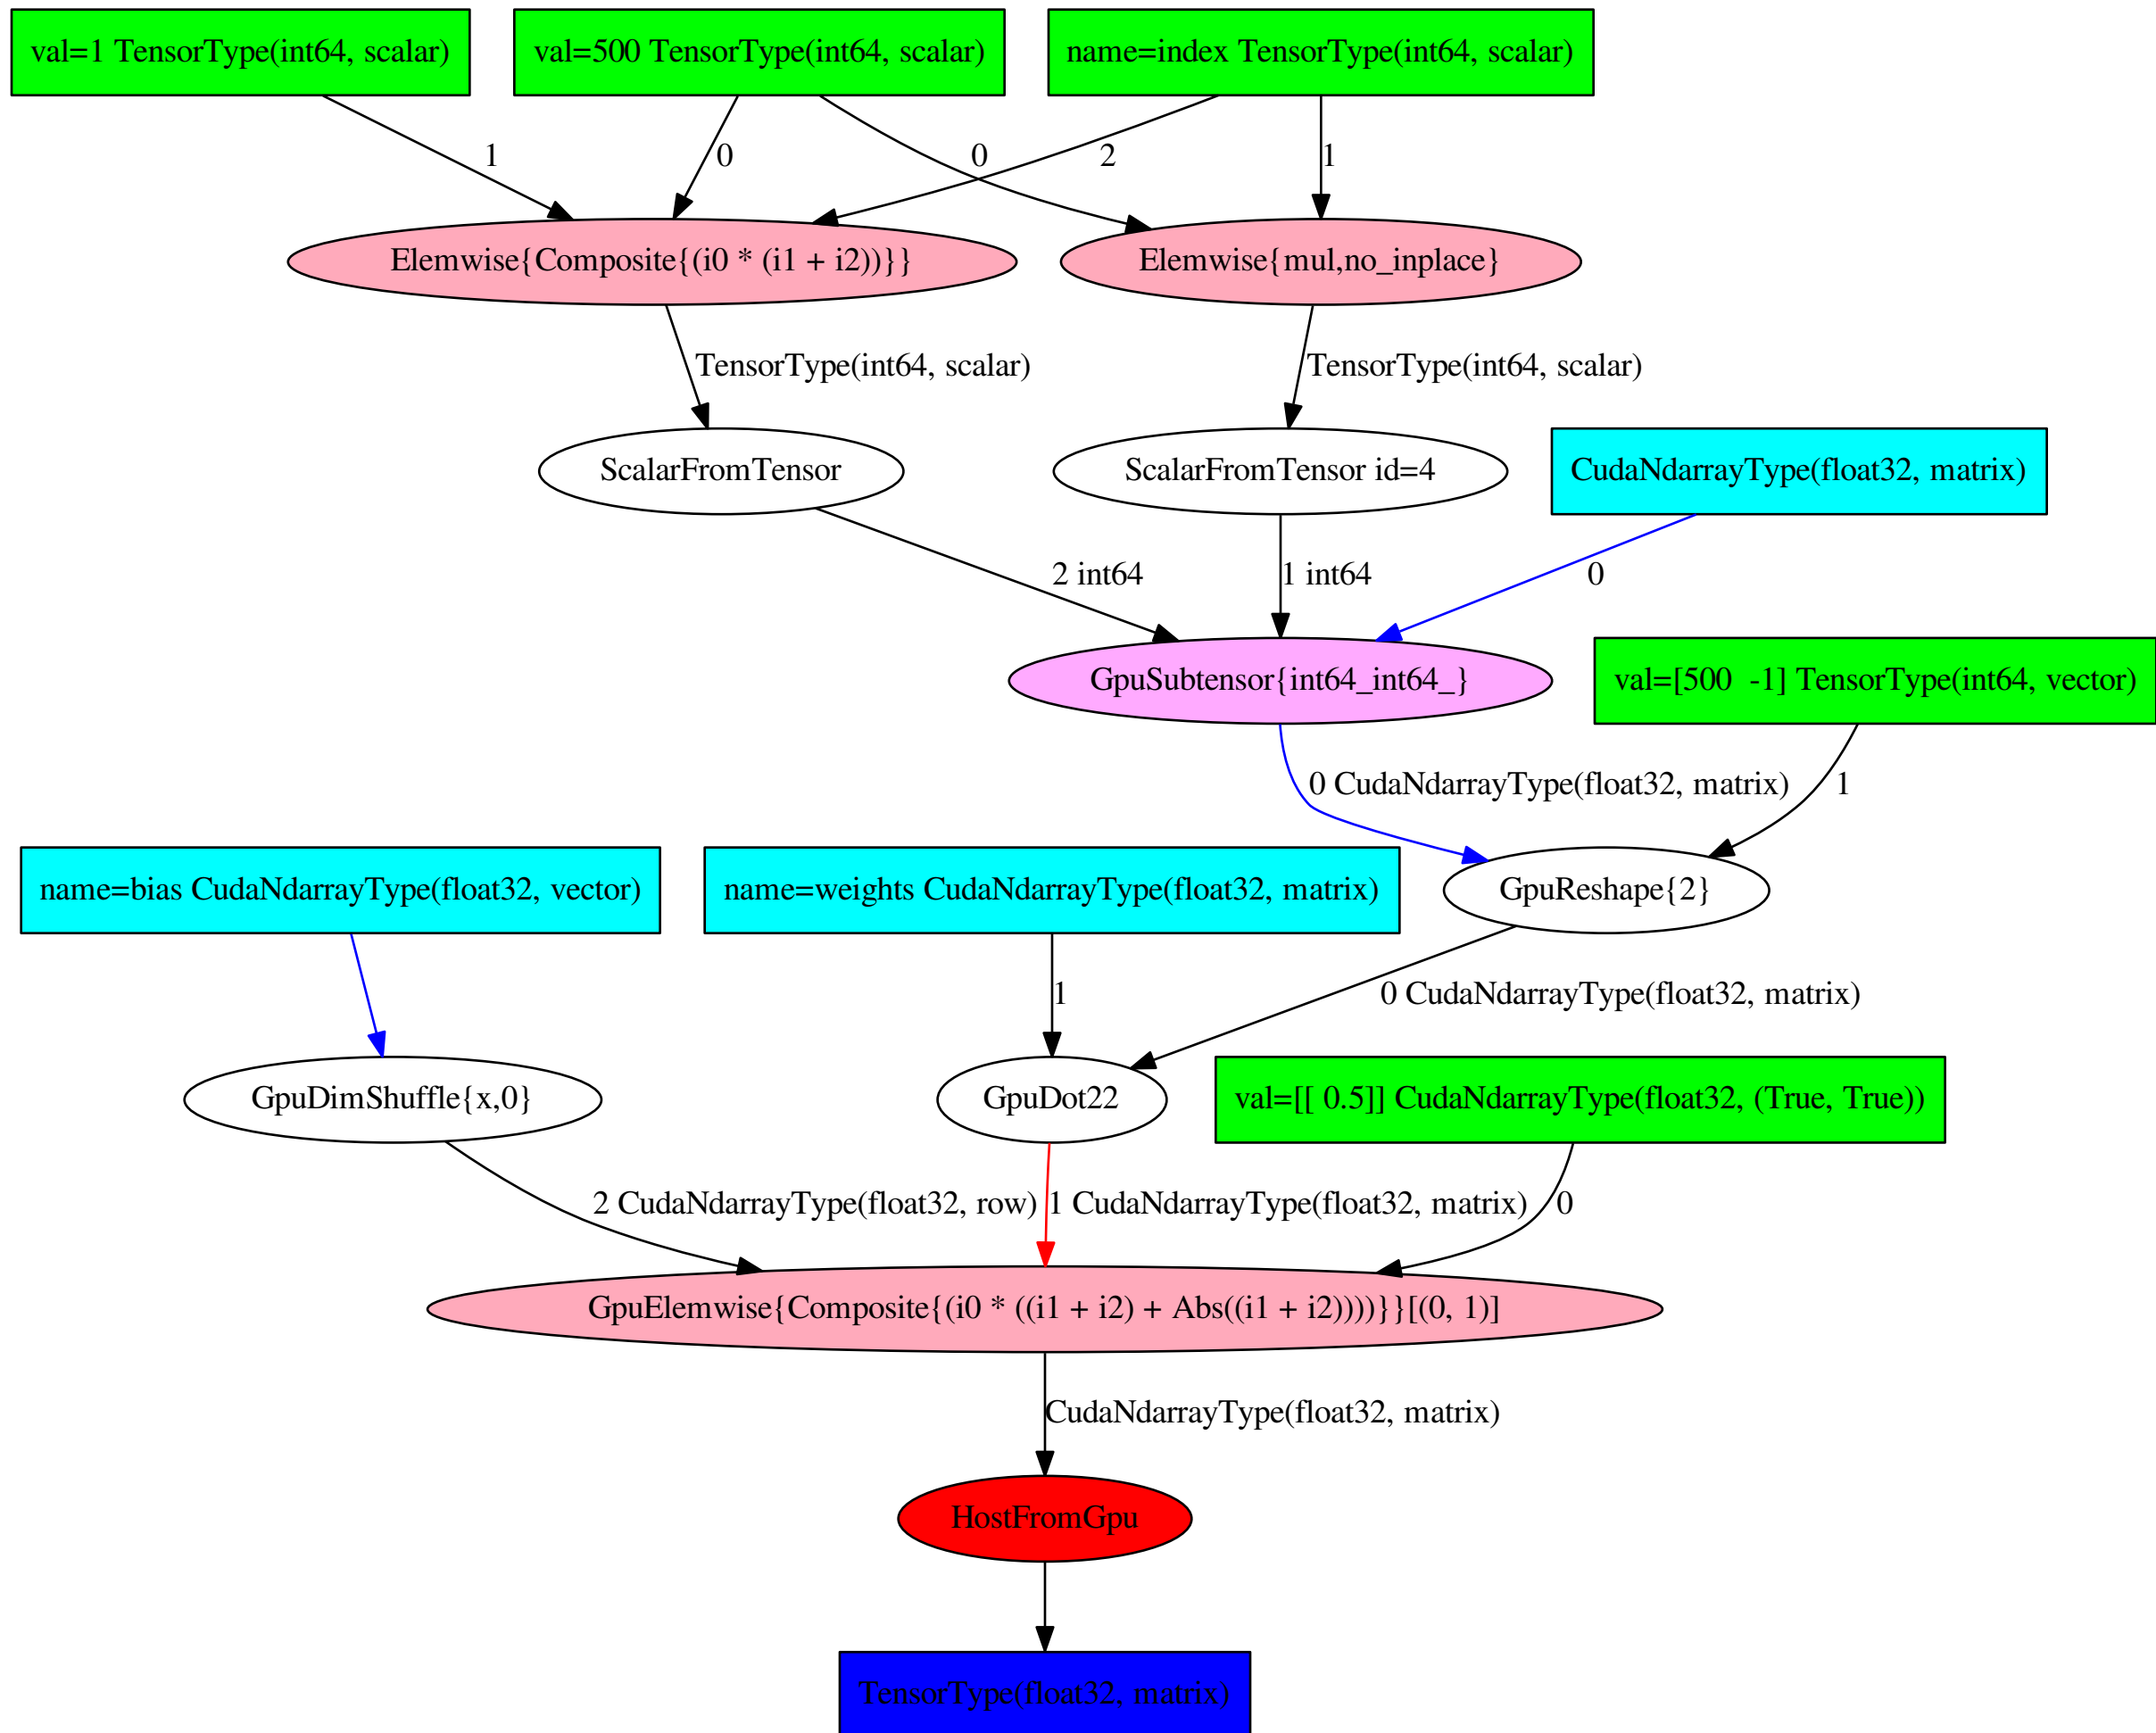 val=1 TensorType(int64, scalar)
val=500 TensorType(int64, scalar)
name=index TensorType(int64, scalar)
1
0
0
2
1
Elemwise{Composite{(i0 * (i1 + i2))}}
Elemwise{mul,no_inplace}
TensorType(int64, scalar)
TensorType(int64, scalar)
ScalarFromTensor
ScalarFromTensor id=4
CudaNdarrayType(float32, matrix)
2 int64
1 int64
0
GpuSubtensor{int64_int64_}
val=[500  -1] TensorType(int64, vector)
0 CudaNdarrayType(float32, matrix)
1
name=bias CudaNdarrayType(float32, vector)
name=weights CudaNdarrayType(float32, matrix)
GpuReshape{2}
1
0 CudaNdarrayType(float32, matrix)
GpuDimShuffle{x,0}
GpuDot22
val=[[ 0.5]] CudaNdarrayType(float32, (True, True))
2 CudaNdarrayType(float32, row)
1 CudaNdarrayType(float32, matrix)
0
GpuElemwise{Composite{(i0 * ((i1 + i2) + Abs((i1 + i2))))}}[(0, 1)]
CudaNdarrayType(float32, matrix)
HostFromGpu
TensorType(float32, matrix)